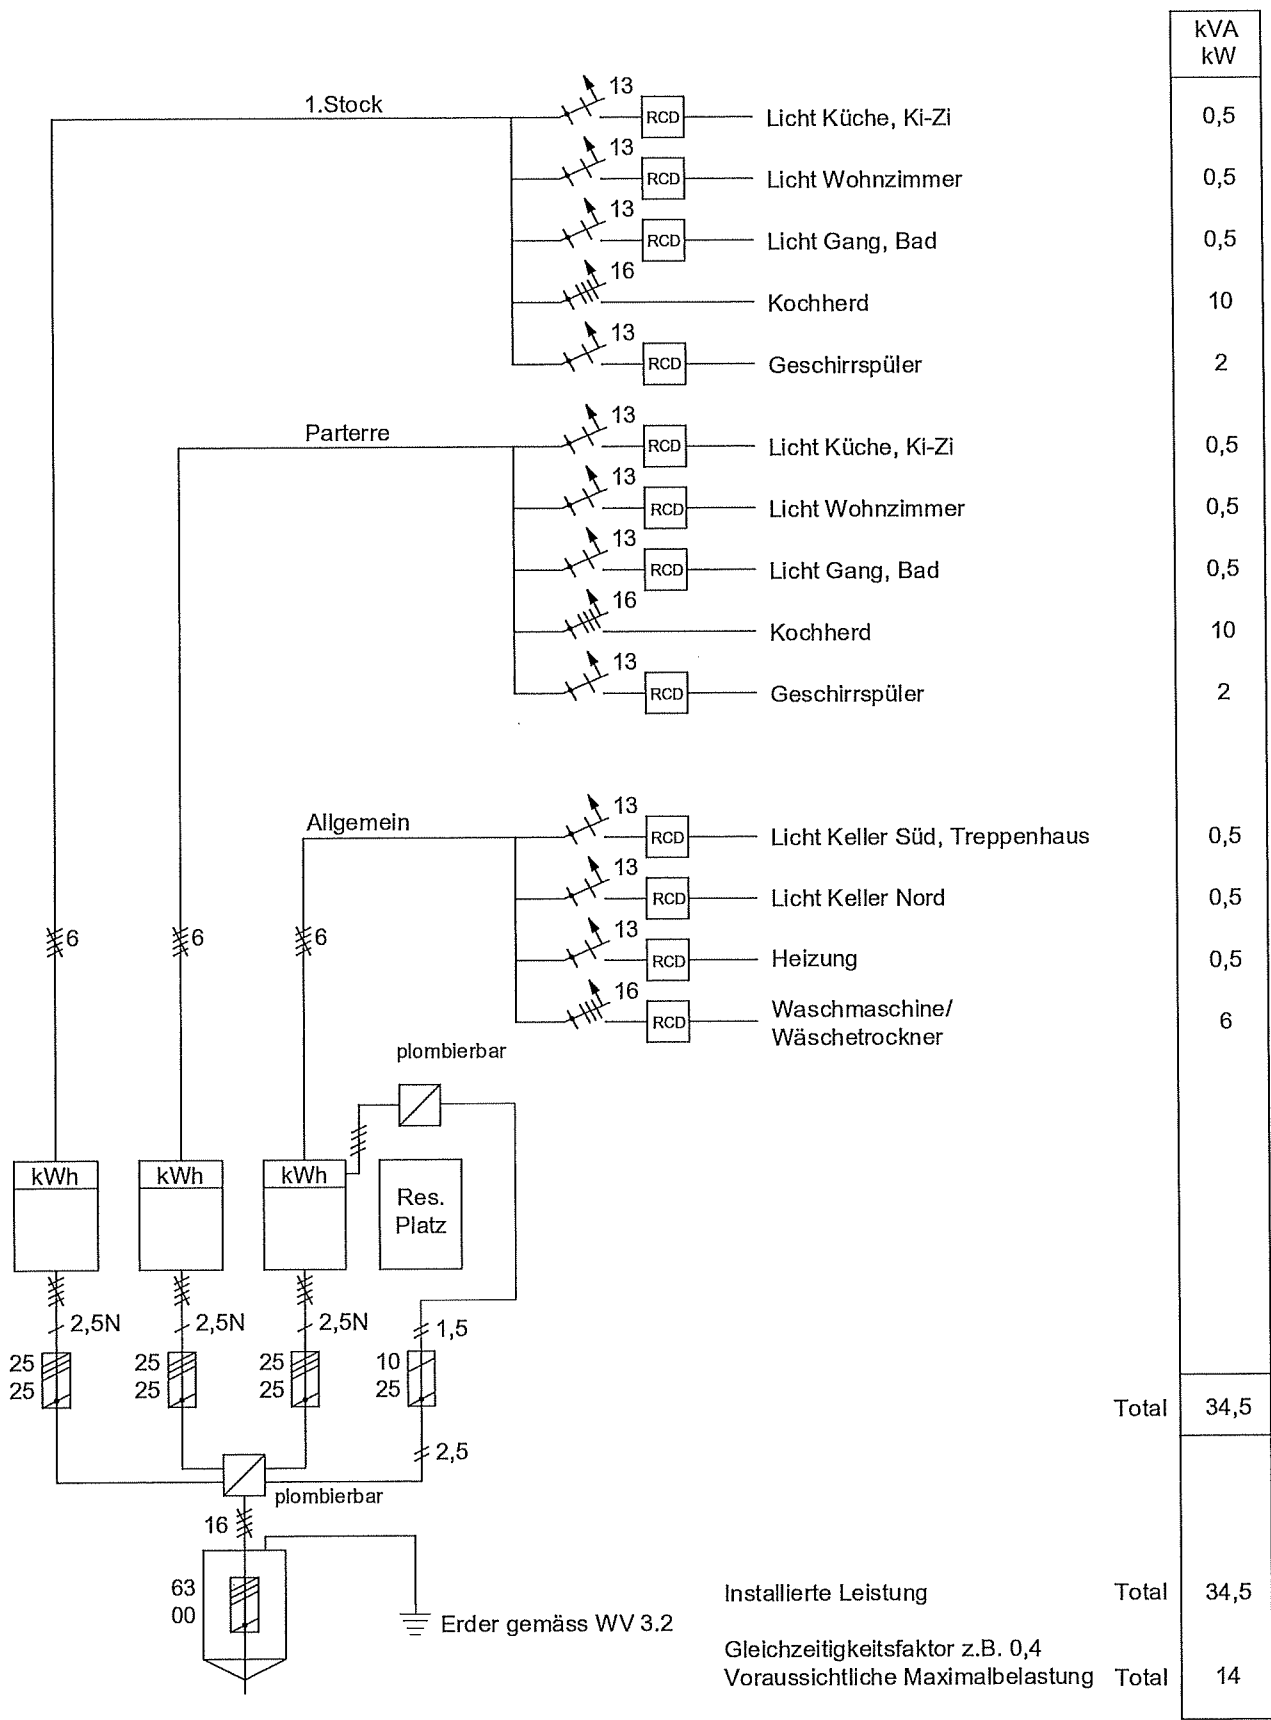 kVA
kW
1.Stock
13
RCD
Licht Küche, Ki-Zi
0,5
13
RCD
Licht Wohnzimmer
0,5
13
RCD
Licht Gang, Bad
0,5
16
Kochherd
10
13
RCD
Geschirrspüler
2
Parterre
13
RCD
Licht Küche, Ki-Zi
0,5
13
RCD
Licht Wohnzimmer
0,5
13
RCD
Licht Gang, Bad
0,5
16
Kochherd
10
13
RCD
Geschirrspüler
2
Allgemein
13
RCD
Licht Keller Süd, Treppenhaus
0,5
13
RCD
Licht Keller Nord
0,5
6
6
6
13
RCD
Heizung
0,5
16
RCD
Waschmaschine/
Wäschetrockner
6
plombierbar
kWh
kWh
kWh
Res.
Platz
2,5N
2,5N
2,5N
1,5
25
25
25
25
25
25
10
25
Total
34,5
2,5
plombierbar
16
63
00
Erder gemäss WV 3.2
Installierte Leistung
Total
34,5
Gleichzeitigkeitsfaktor z.B. 0,4
Voraussichtliche Maximalbelastung
Total
14